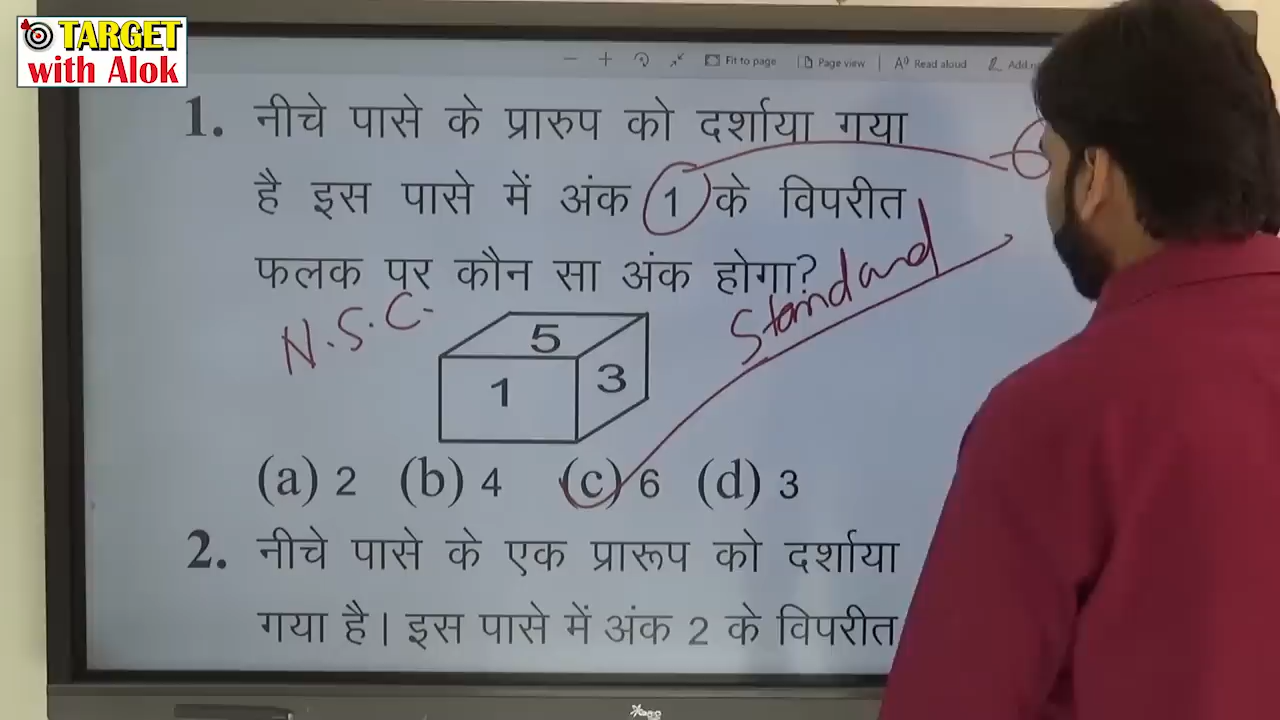 TARGET
with Alok
Fit to page
Page view
Read aloud
Add
1. नीचे पासे के प्रारुप को दर्शाया गया
है इस पासे में अंक 1 के विपरीत
फलक पर कौन सा अंक होगा?
Standard
N.S.C.
5
1 3
(a) 2 (b) 4 (c) 6 (d) 3
2. नीचे पासे के एक प्रारूप को दर्शाया
गया है। इस पासे में अंक 2 के विपरीत